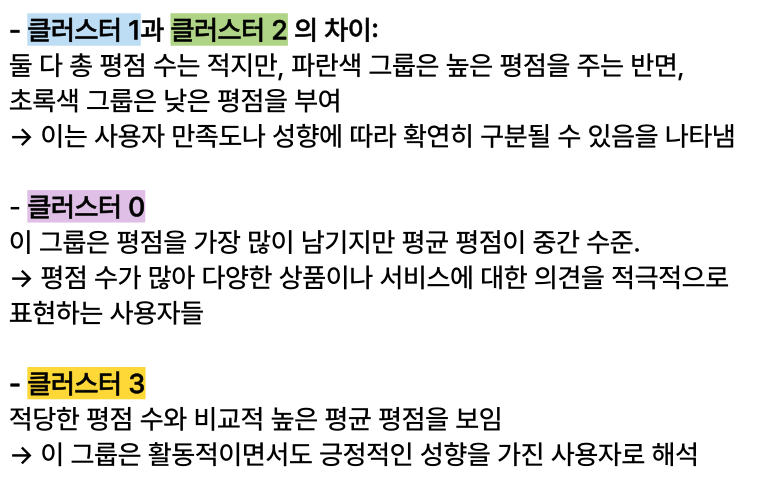 - 클러스터 1과 클러스터 2 의 차이:
둘 다 총 평점 수는 적지만, 파란색 그룹은 높은 평점을 주는 반면,
초록색 그룹은 낮은 평점을 부여
→ 이는 사용자 만족도나 성향에 따라 확연히 구분될 수 있음을 나타냄
- 클러스터 0
이 그룹은 평점을 가장 많이 남기지만 평균 평점이 중간 수준.
→ 평점 수가 많아 다양한 상품이나 서비스에 대한 의견을 적극적으로
표현하는 사용자들
- 클러스터 3
적당한 평점 수와 비교적 높은 평균 평점을 보임
→ 이 그룹은 활동적이면서도 긍정적인 성향을 가진 사용자로 해석